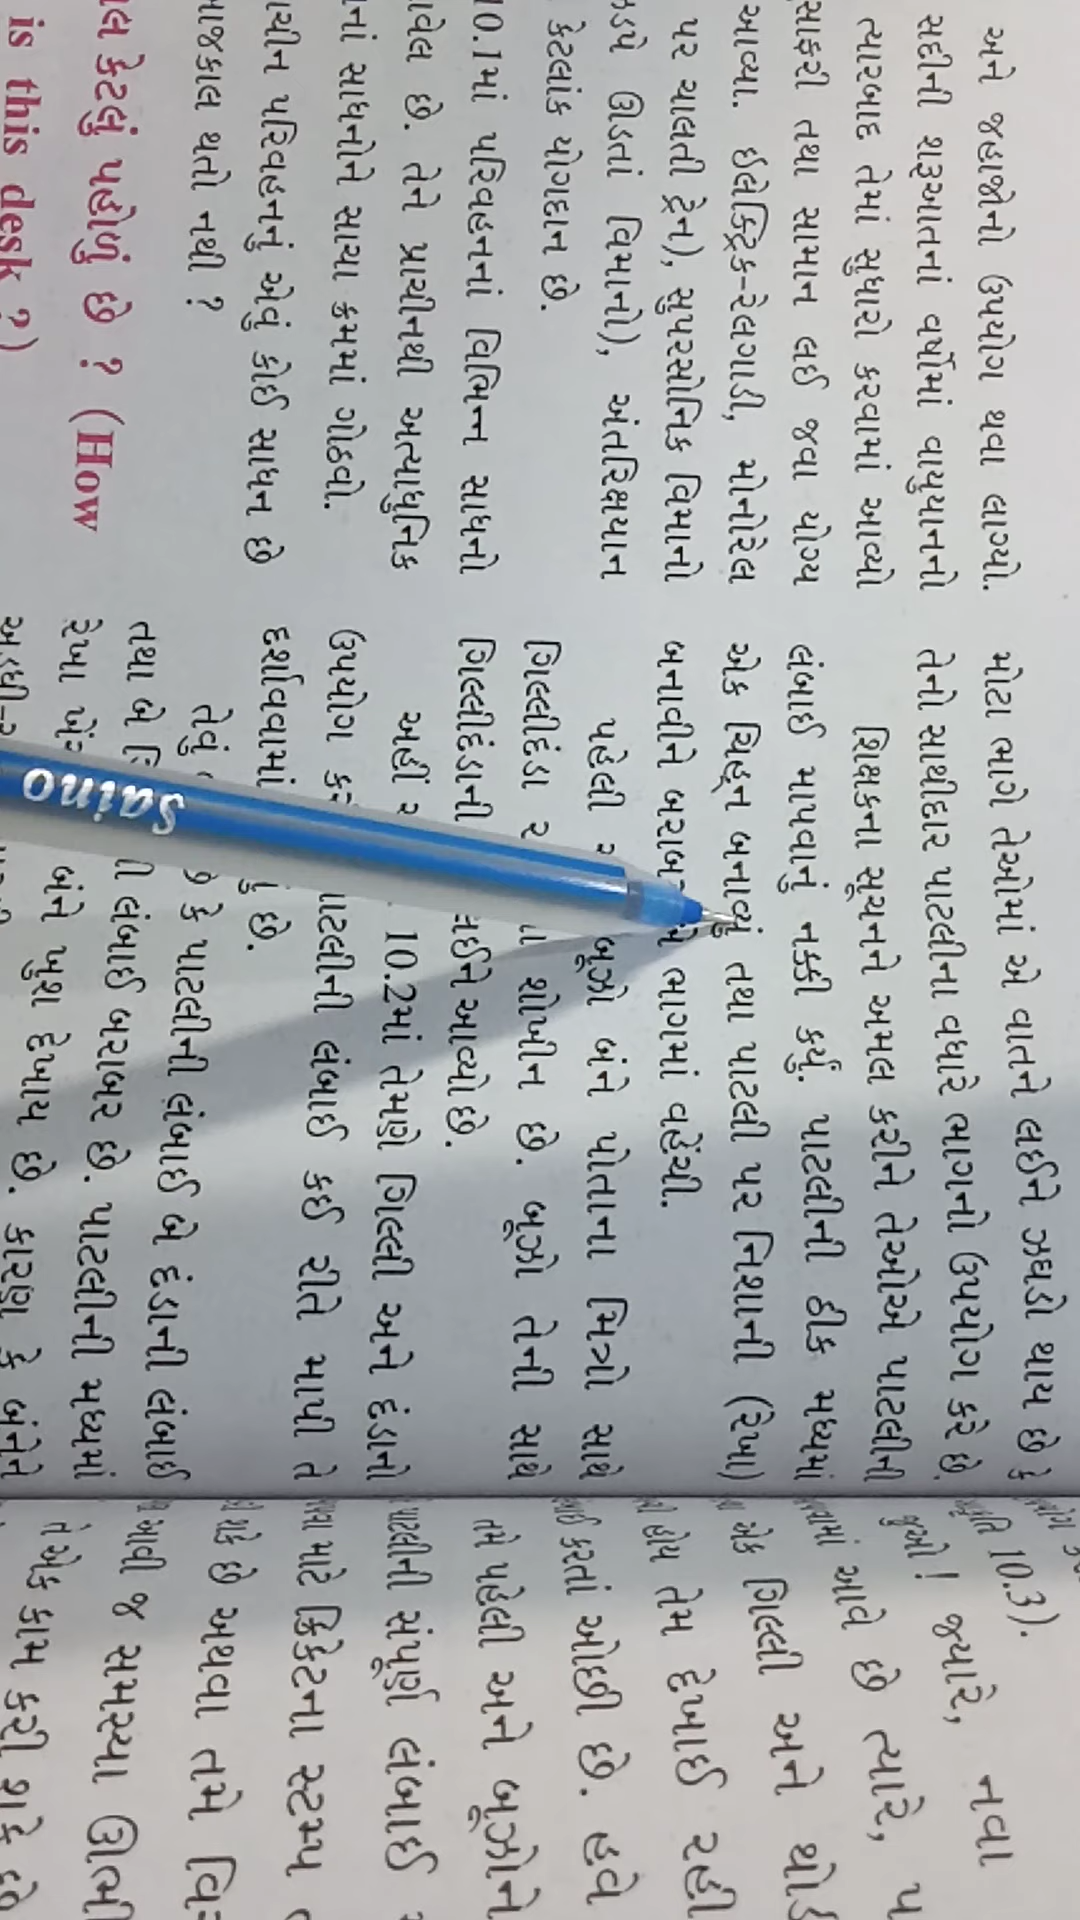 અને જહાજોનો ઉપયોગ થવા લાગ્યો.
સદીની શરૂઆતનાં વર્ષોમાં વાયુયાનનો
ત્યારબાદ તેમાં સુધારો કરવામાં આવ્યો
સાફરી તથા સામાન લઈ જવા યોગ્ય
આવ્યા. ઇલેક્ટ્રિક-રેલગાડી, મોનોરેલ
પર ચાલતી ટ્રેન), સુપરસોનિક વિમાનો
ઝડપે ઊડતાં વિમાનો), અંતરિક્ષયાન
કેટલાંક યોગદાન છે.
10.1માં પરિવહનનાં વિભિન્ન સાધનો
વેલ છે. તેને પ્રાચીનથી અત્યાધુનિક
નાં સાધનોને સાચા ક્રમમાં ગોઠવો.
ચીન પરિવહનનું એવું કોઈ સાધન છે
આજકાલ થતો નથી ?
કેટલું પહોળું છે ? (How
is this desk ?)
મોટા ભાગે તેઓમાં એ વાતને લઈને ઝઘડો થાય છે કે
તેનો સાથીદાર પાટલીના વધારે ભાગનો ઉપયોગ કરે છે.
શિક્ષકના સૂચનને અમલ કરીને તેઓએ પાટલીની
લંબાઈ માપવાનું નક્કી કર્યું. પાટલીની ઠીક મધ્યમાં
એક ચિહ્ન બનાવ્યું તથા પાટલી પર નિશાની (રેખા)
બનાવીને ભાગમાં વહેંચી.
પહેલી બૂઝો બંને પોતાના મિત્રો સાથે
ગિલ્લીદંડા શોખીન છે. બૂઝો તેની સાથે
ગિલ્લીદંડાની લઈને આવ્યો છે.
અહીં 10.2માં તેમણે ગિલ્લી અને દંડાનો
ઉપયોગ પાટલીની લંબાઈ કઈ રીતે માપી તે
દર્શાવવામાં છે.
તેવું કે પાટલીની લંબાઈ બે દંડાની લંબાઈ
તથા બે લંબાઈ બરાબર છે. પાટલીની મધ્યમાં
રેખા બંને ખુશ દેખાય છે. કારણ કે બંનેને
saino
10.3).
જુઓ ! જ્યારે, નવા
આવે છે ત્યારે,
એક ગિલ્લી અને
હોય તેમ દેખાઈ રહી
કરતાં ઓછી છે. હવે
તમે પહેલી અને બૂઝોને
પાટલીની સંપૂર્ણ લંબાઈ
માટે ક્રિકેટના સ્ટમ્પ
શકે છે અથવા તમે
આવી જ સમસ્યા
તે એક કામ કરી શકે છે